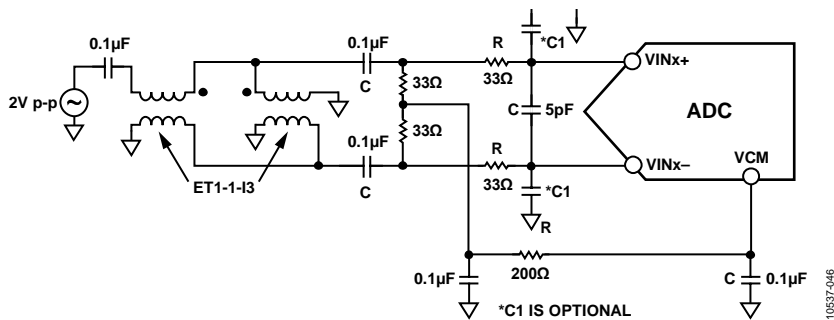 *C1
0.1µF
0.1µF
R
C
33Ω
33Ω
VINx+
2V p-p
C
5pF
ADC
33Ω
0.1µF
R
VINx–
VCM
C
33Ω
*C1
ET1-1-I3
R
0.1µF
200Ω
C
0.1µF
*C1 IS OPTIONAL
10537-046